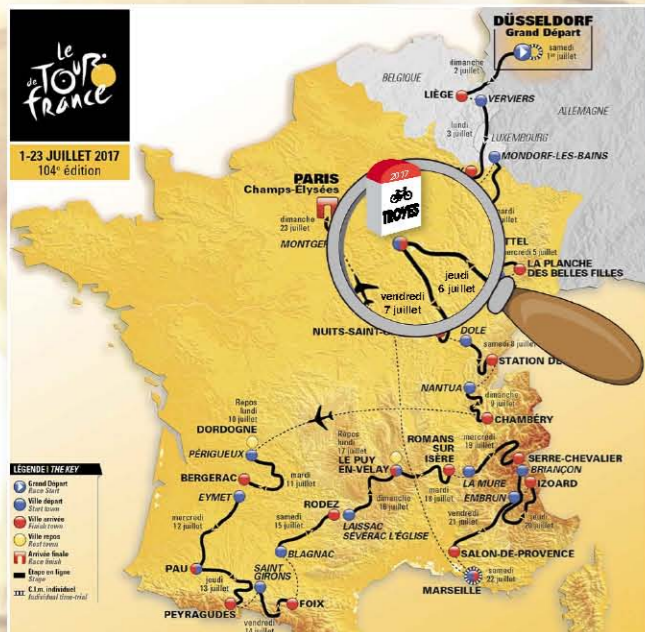 le
de
TOUR
france
1-23 JUILLET 2017
104e édition
DÜSSELDORF
Grand Départ
samedi
1er juillet
dimanche
2 juillet
BELGIQUE
LIÈGE
VERVIERS
ALLEMAGNE
lundi
3 juillet
LUXEMBOURG
MONDORF-LES-BAINS
PARIS
Champs-Élysées
dimanche
23 juillet
MONTGE
2017
TROYES
TTEL
mercredi 5 juillet
LA PLANCHE
DES BELLES FILLES
jeudi
6 juillet
vendredi
7 juillet
NUITS-SAINT-G
DOLE
samedi 8 juillet
STATION DE
NANTUA
dimanche
9 juillet
CHAMBÉRY
Repos
lundi
10 juillet
DORDOGNE
PÉRIGUEUX
BERGERAC
mardi
11 juillet
EYMET
mercredi
12 juillet
Repos
lundi
17 juillet
LE PUY
EN-VELAY
ROMANS
SUR
ISÈRE
mercredi
19 juillet
SERRE-CHEVALIER
BRIANÇON
IZOARD
LA MURE
EMBRUN
mardi
18 juillet
dimanche
16 juillet
RODEZ
samedi
15 juillet
LAISSAC
SÉVÉRAC L'ÉGLISE
BLAGNAC
vendredi
21 juillet
jeudi
20 juillet
SALON-DE-PROVENCE
MARSEILLE
samedi
22 juillet
PAU
jeudi
13 juillet
SAINT
GIRONS
PEYRAGUDES
FOIX
vendredi
14 juillet
LÉGENDE / THE KEY
Grand Départ
Race Start
Ville départ
Start town
Ville arrivée
Finish town
Ville repos
Rest town
Arrivée finale
Race finish
Étape en ligne
Stage
C.l.m. individuel
Individual time-trial